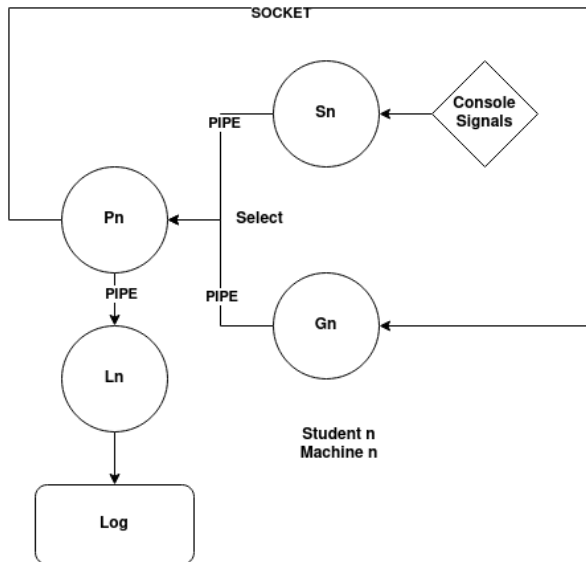 SOCKET
PIPE
Sn
Console
Signals
Pn
Select
PIPE
PIPE
Gn
Ln
Student n
Machine n
Log